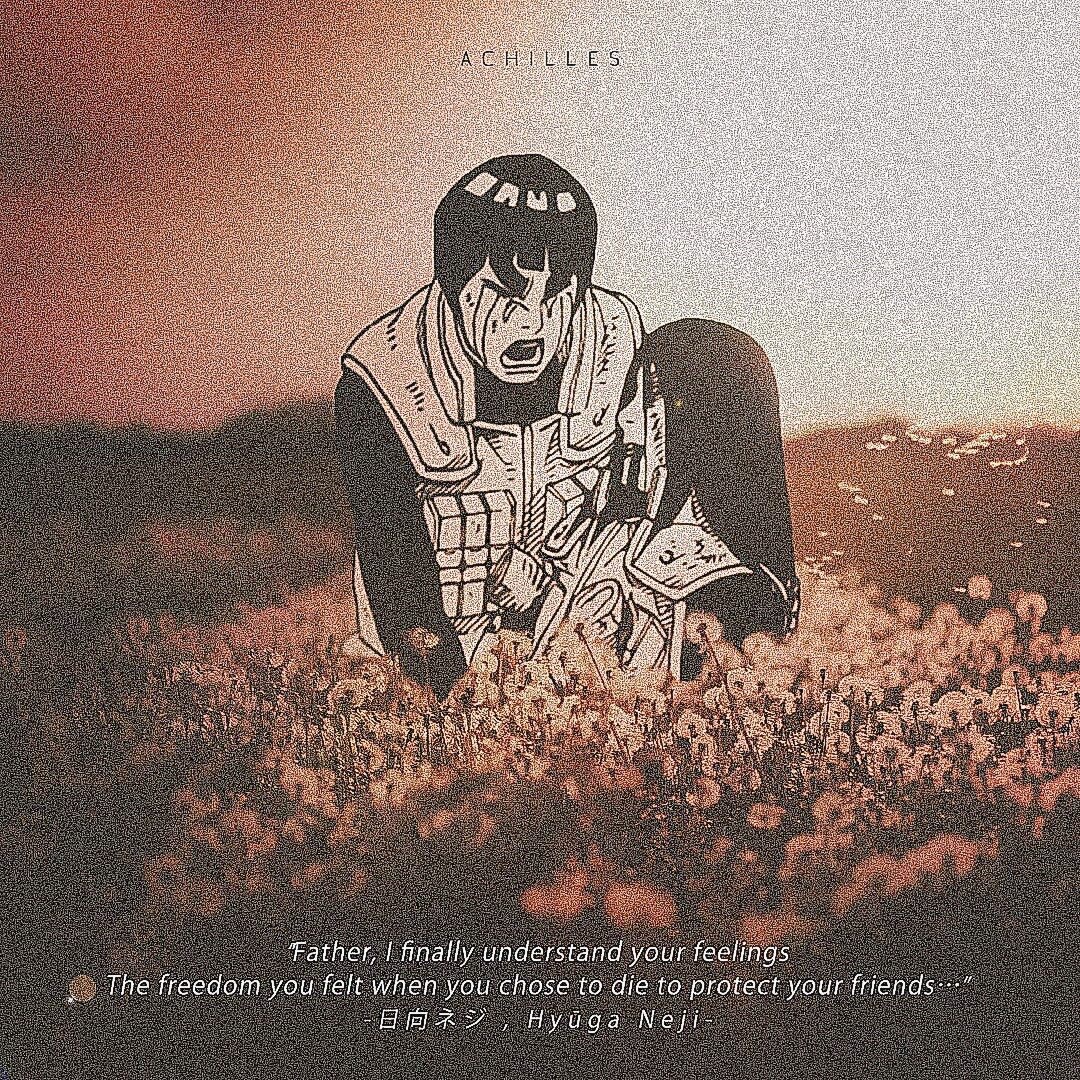 ACHILLES
"Father, I finally understand your feelings
The freedom you felt when you chose to die to protect your friends…"
-日向ネジ , Hyūga Neji-